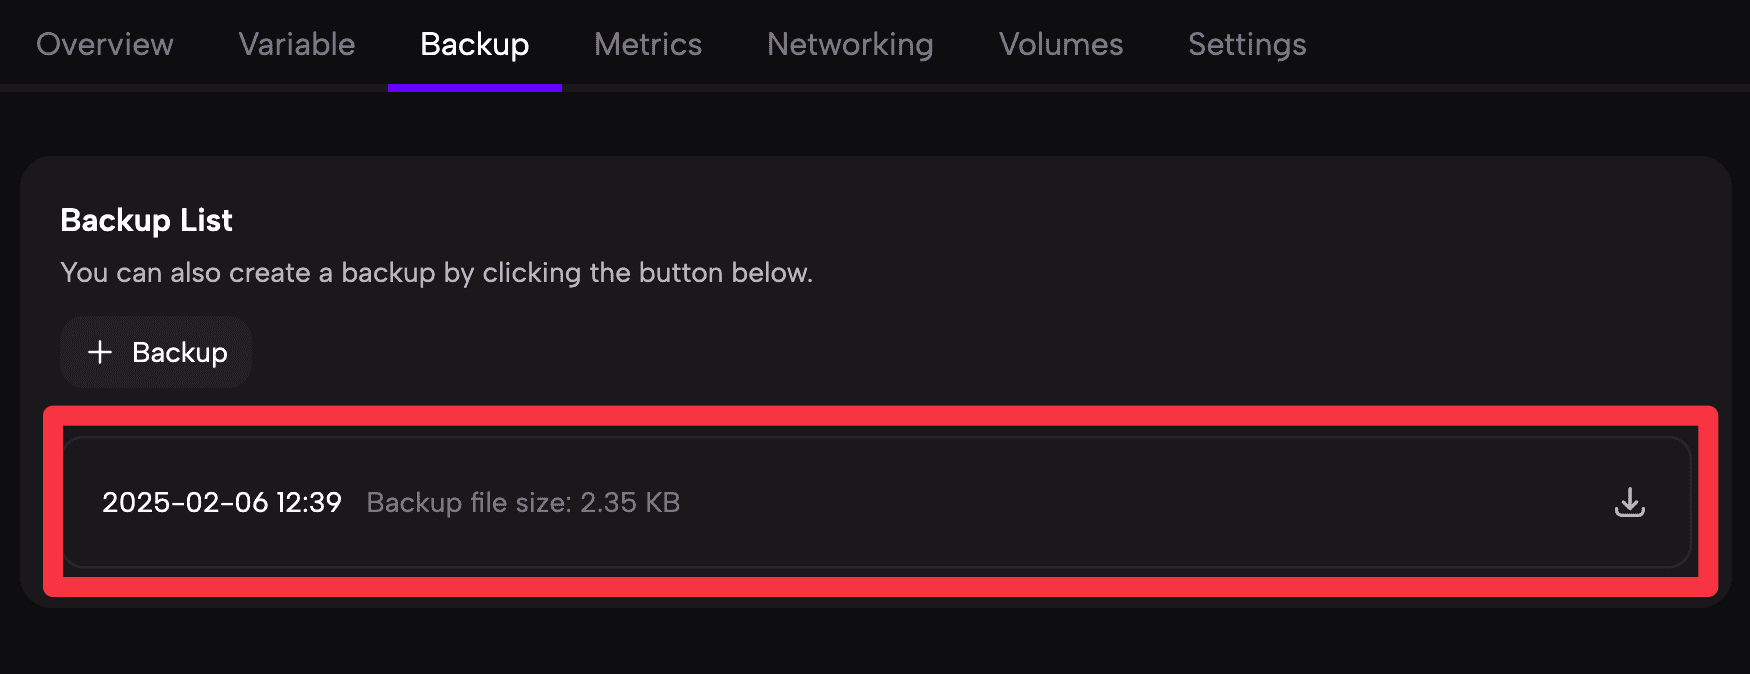 Overview Variable Backup Metrics Networking Volumes Settings
Backup List
You can also create a backup by clicking the button below.
+ Backup
2025-02-06 12:39 Backup file size: 2.35 KB